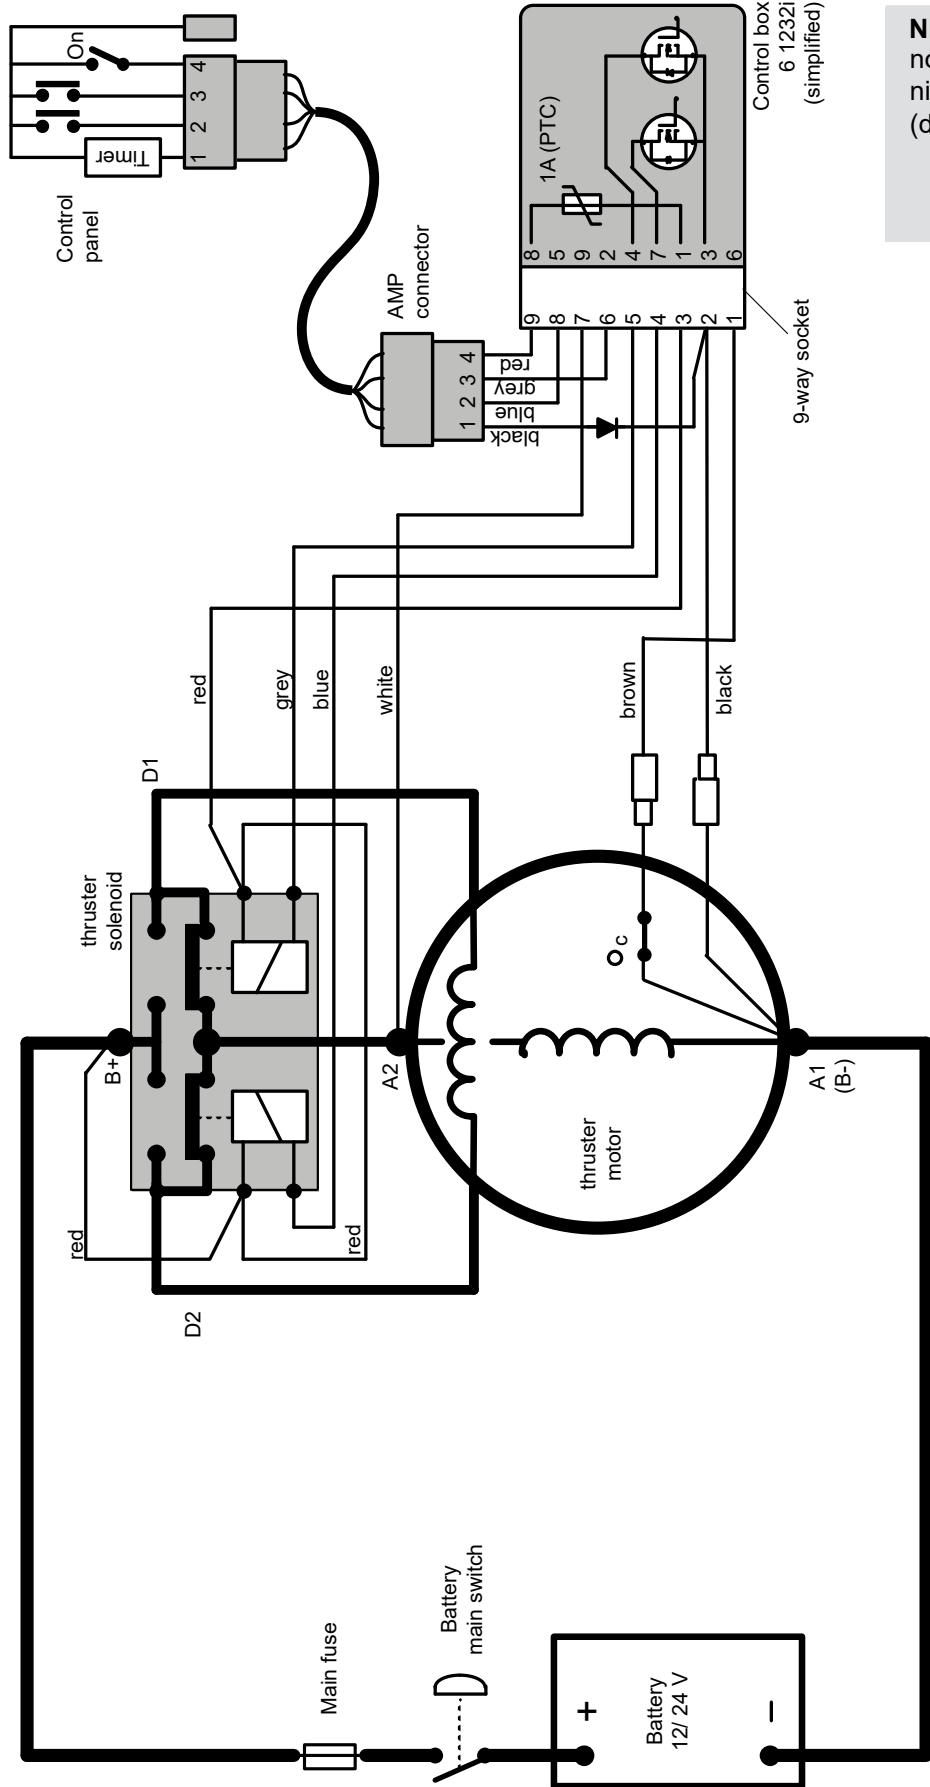 On
4
3
2
1
Timer
Control
panel
AMP
connector
1 2 3 4
red
grey
blue
black
Control box
6 1232i
(simplified)
1A (PTC)
8 5 9 2 4 7 1 3 6
9 8 7 6 5 4 3 2 1
9-way socket
red
grey
blue
white
brown
black
D1
thruster
solenoid
B+
A2
°c
A1
(B-)
thruster
motor
red
red
D2
Main fuse
Battery
main switch
+
Battery
12/ 24 V
–
N
no
ni
(d